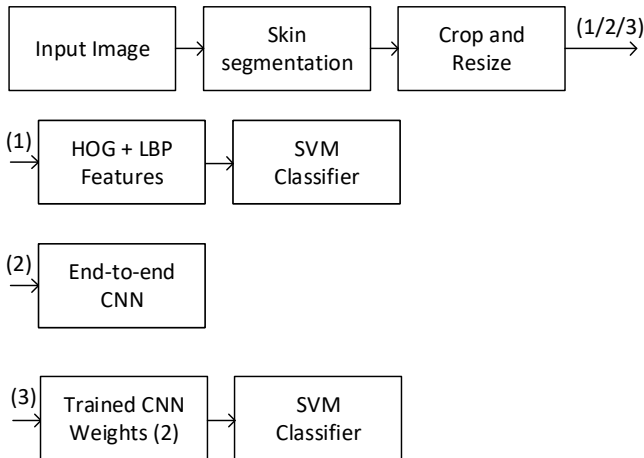 Input Image
Skin
segmentation
Crop and
Resize
(1/2/3)
(1)
HOG + LBP
Features
SVM
Classifier
(2)
End-to-end
CNN
(3)
Trained CNN
Weights (2)
SVM
Classifier